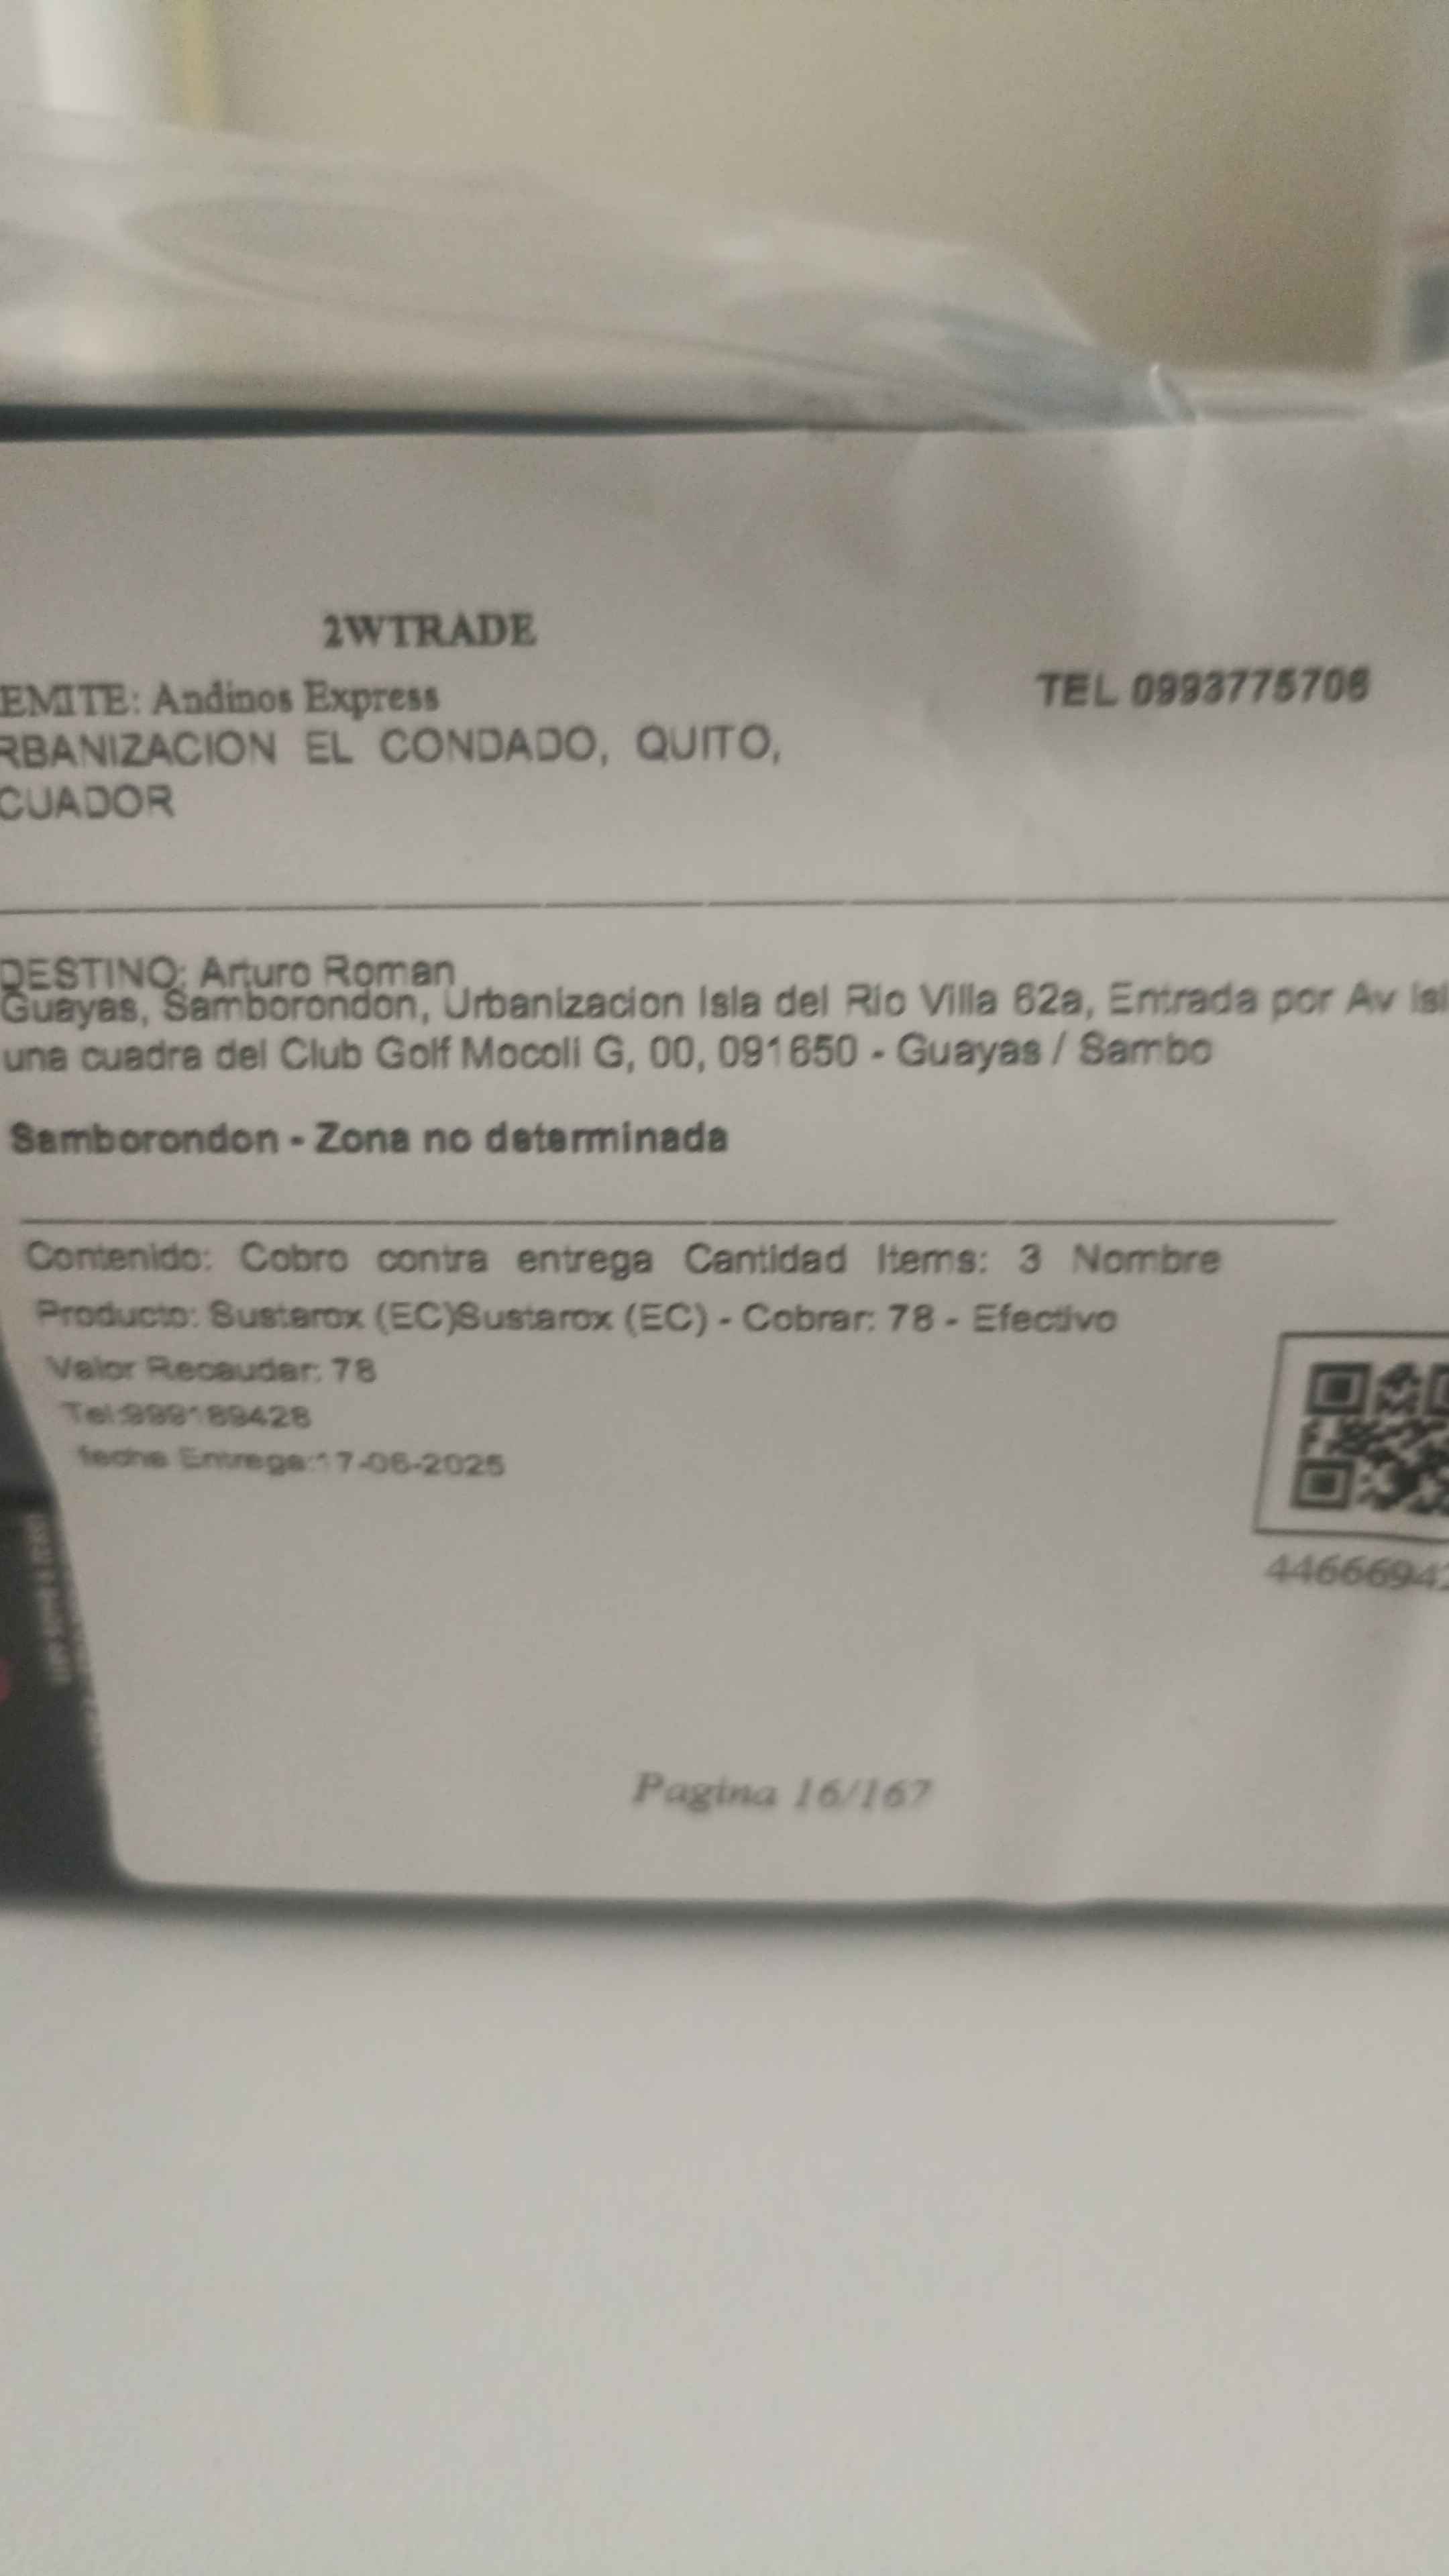 2WTRADE
EMITE: Andinos Express
TEL 0993775706
RBANIZACION EL CONDADO, QUITO,
CUADOR
DESTINO: Arturo Roman
Guayas, Samborondon, Urbanizacion Isla del Rio Villa 62a, Entrada por Av Isl
una cuadra del Club Golf Mocoli G, 00, 091650 - Guayas / Sambo
Samborondon - Zona no determinada
Contenido: Cobro contra entrega Cantidad Items: 3 Nombre
Producto: Sustarox (EC)Sustarox (EC) - Cobrar: 78 - Efectivo
Valor Recaudar: 78
Tel:999189428
fecha Entrega:17-06-2025
4466694
Pagina 16/167